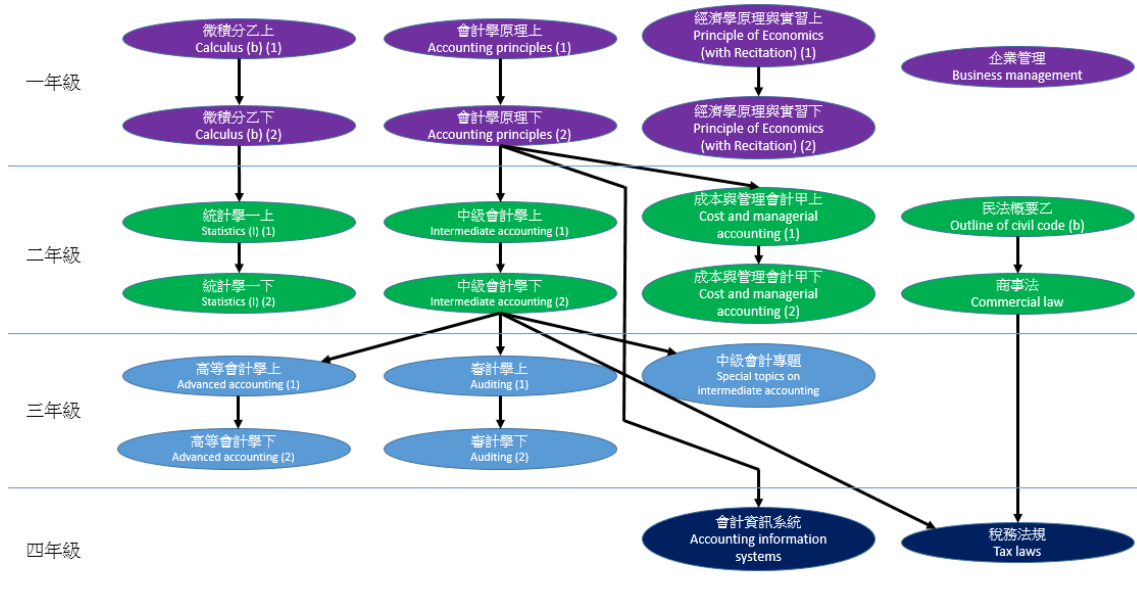 一年級
微積分乙上
Calculus (b) (1)
會計學原理上
Accounting principles (1)
經濟學原理與實習上
Principle of Economics
(with Recitation) (1)
企業管理
Business management
微積分乙下
Calculus (b) (2)
會計學原理下
Accounting principles (2)
經濟學原理與實習下
Principle of Economics
(with Recitation) (2)
二年級
統計學一上
Statistics (I) (1)
中級會計學上
Intermediate accounting (1)
成本與管理會計甲上
Cost and managerial
accounting (1)
民法概要乙
Outline of civil code (b)
統計學一下
Statistics (I) (2)
中級會計學下
Intermediate accounting (2)
成本與管理會計甲下
Cost and managerial
accounting (2)
商事法
Commercial law
三年級
高等會計學上
Advanced accounting (1)
審計學上
Auditing (1)
中級會計專題
Special topics on
intermediate accounting
高等會計學下
Advanced accounting (2)
審計學下
Auditing (2)
四年級
會計資訊系統
Accounting information
systems
稅務法規
Tax laws